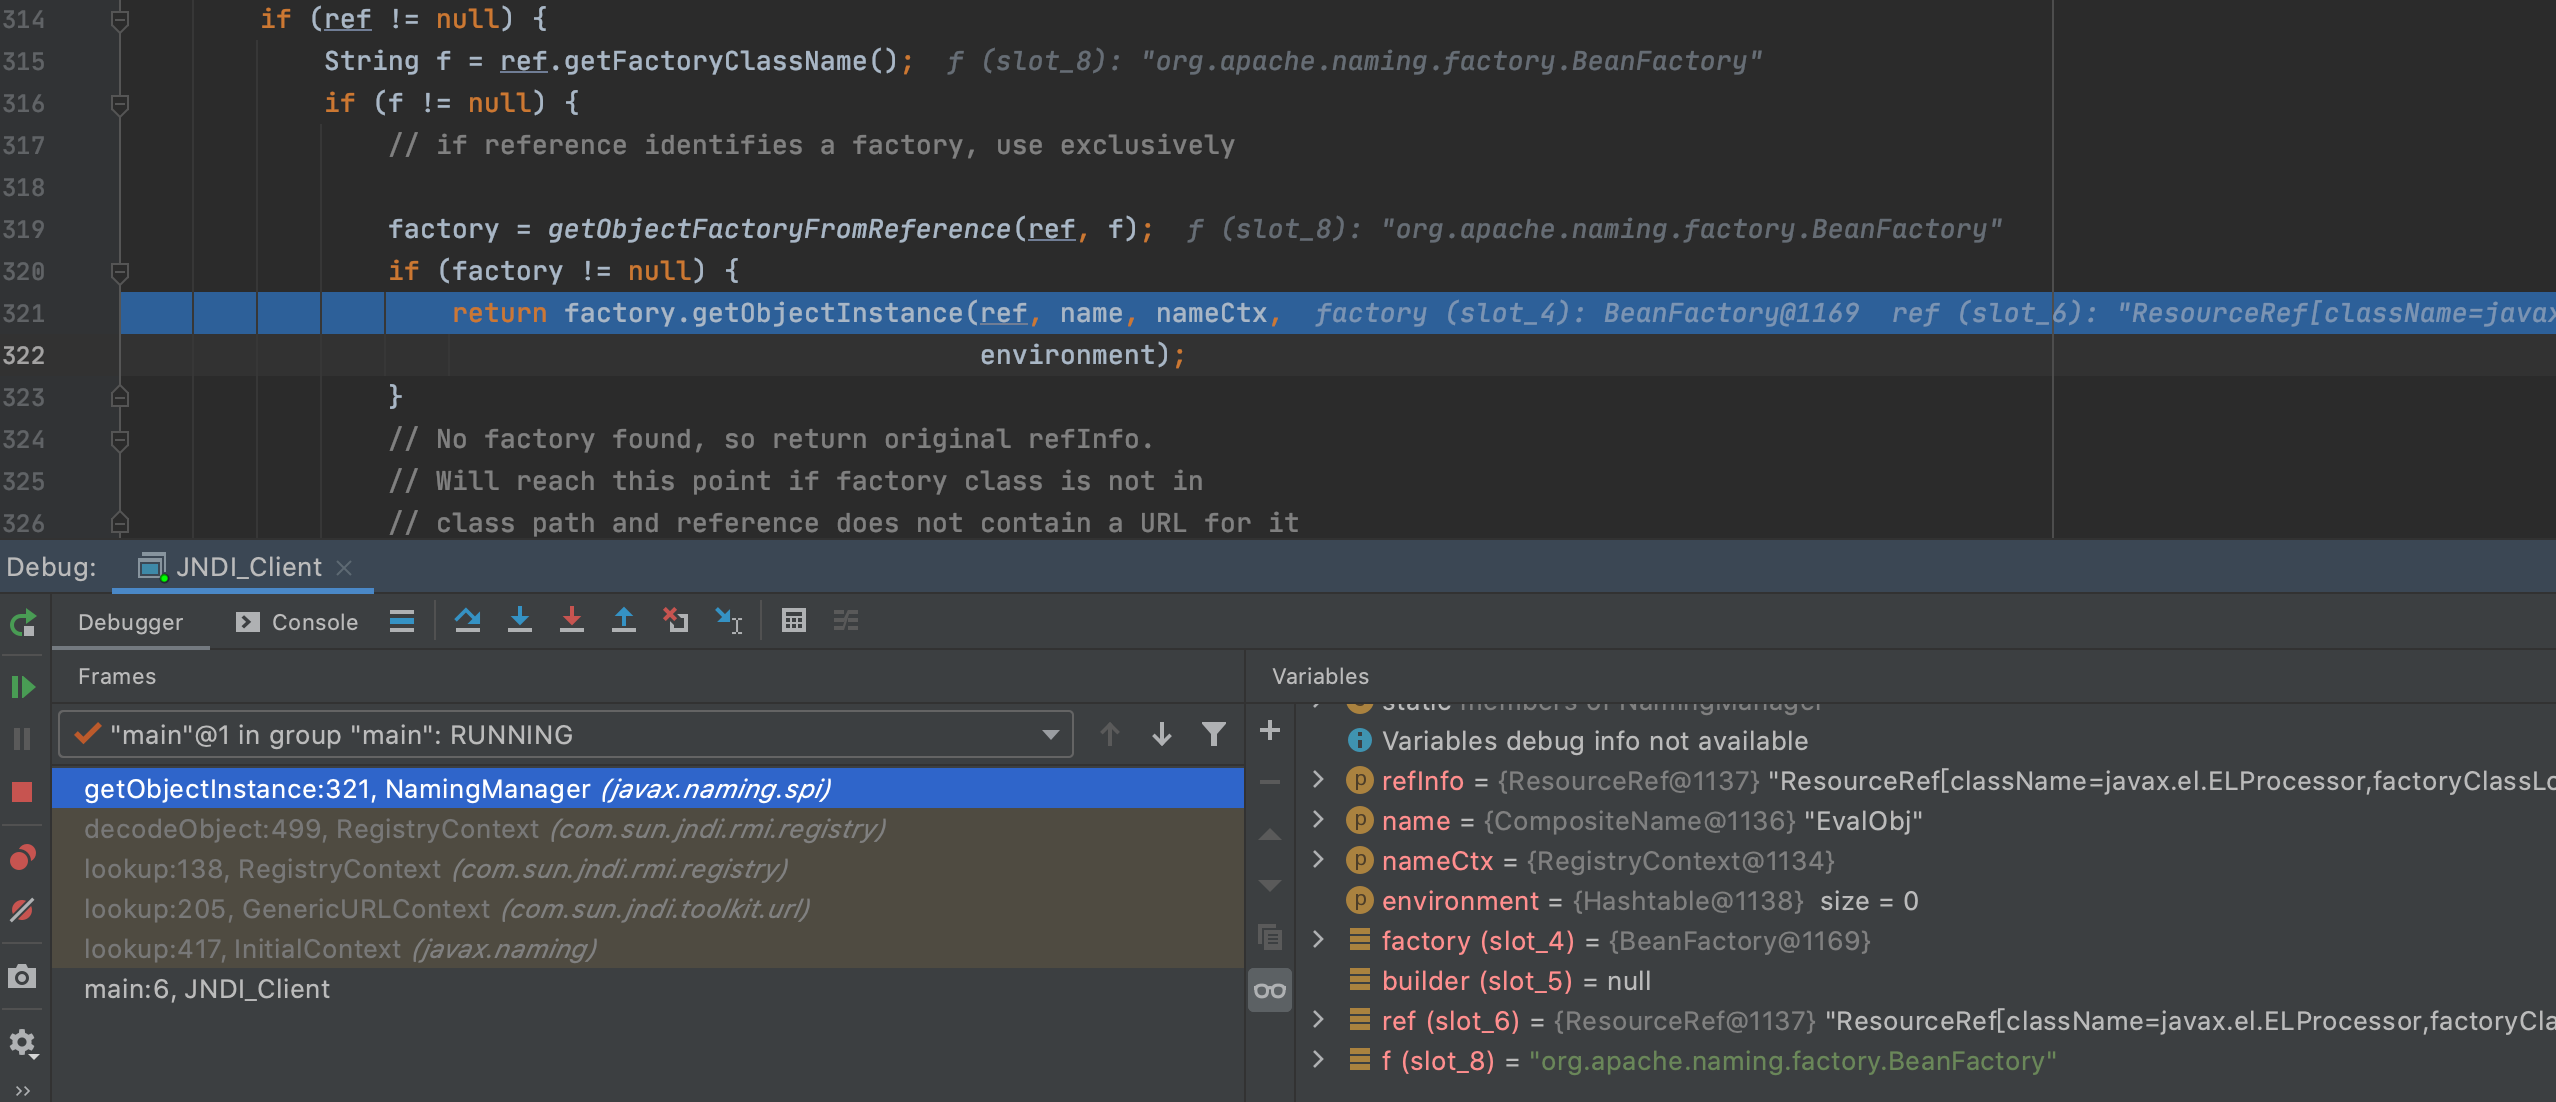 314 if (ref != null) {
315 String f = ref.getFactoryClassName(); f (slot_8): "org.apache.naming.factory.BeanFactory"
316 if (f != null) {
317 // if reference identifies a factory, use exclusively
318
319 factory = getObjectFactoryFromReference(ref, f); f (slot_8): "org.apache.naming.factory.BeanFactory"
320 if (factory != null) {
321 return factory.getObjectInstance(ref, name, nameCtx, factory (slot_4): BeanFactory@1169 ref (slot_6): "ResourceRef[className=javax
322 environment);
323 }
324 // No factory found, so return original refInfo.
325 // Will reach this point if factory class is not in
326 // class path and reference does not contain a URL for it
Debug: JNDI_Client
Debugger Console
Frames
"main"@1 in group "main": RUNNING
getObjectInstance:321, NamingManager (javax.naming.spi)
decodeObject:499, RegistryContext (com.sun.jndi.rmi.registry)
lookup:138, RegistryContext (com.sun.jndi.rmi.registry)
lookup:205, GenericURLContext (com.sun.jndi.toolkit.url)
lookup:417, InitialContext (javax.naming)
main:6, JNDI_Client
Variables
static members of NamingManager
Variables debug info not available
refInfo = {ResourceRef@1137} "ResourceRef[className=javax.el.ELProcessor,factoryClassLo
name = {CompositeName@1136} "EvalObj"
nameCtx = {RegistryContext@1134}
environment = {Hashtable@1138} size = 0
factory (slot_4) = {BeanFactory@1169}
builder (slot_5) = null
ref (slot_6) = {ResourceRef@1137} "ResourceRef[className=javax.el.ELProcessor,factoryCla
f (slot_8) = "org.apache.naming.factory.BeanFactory"